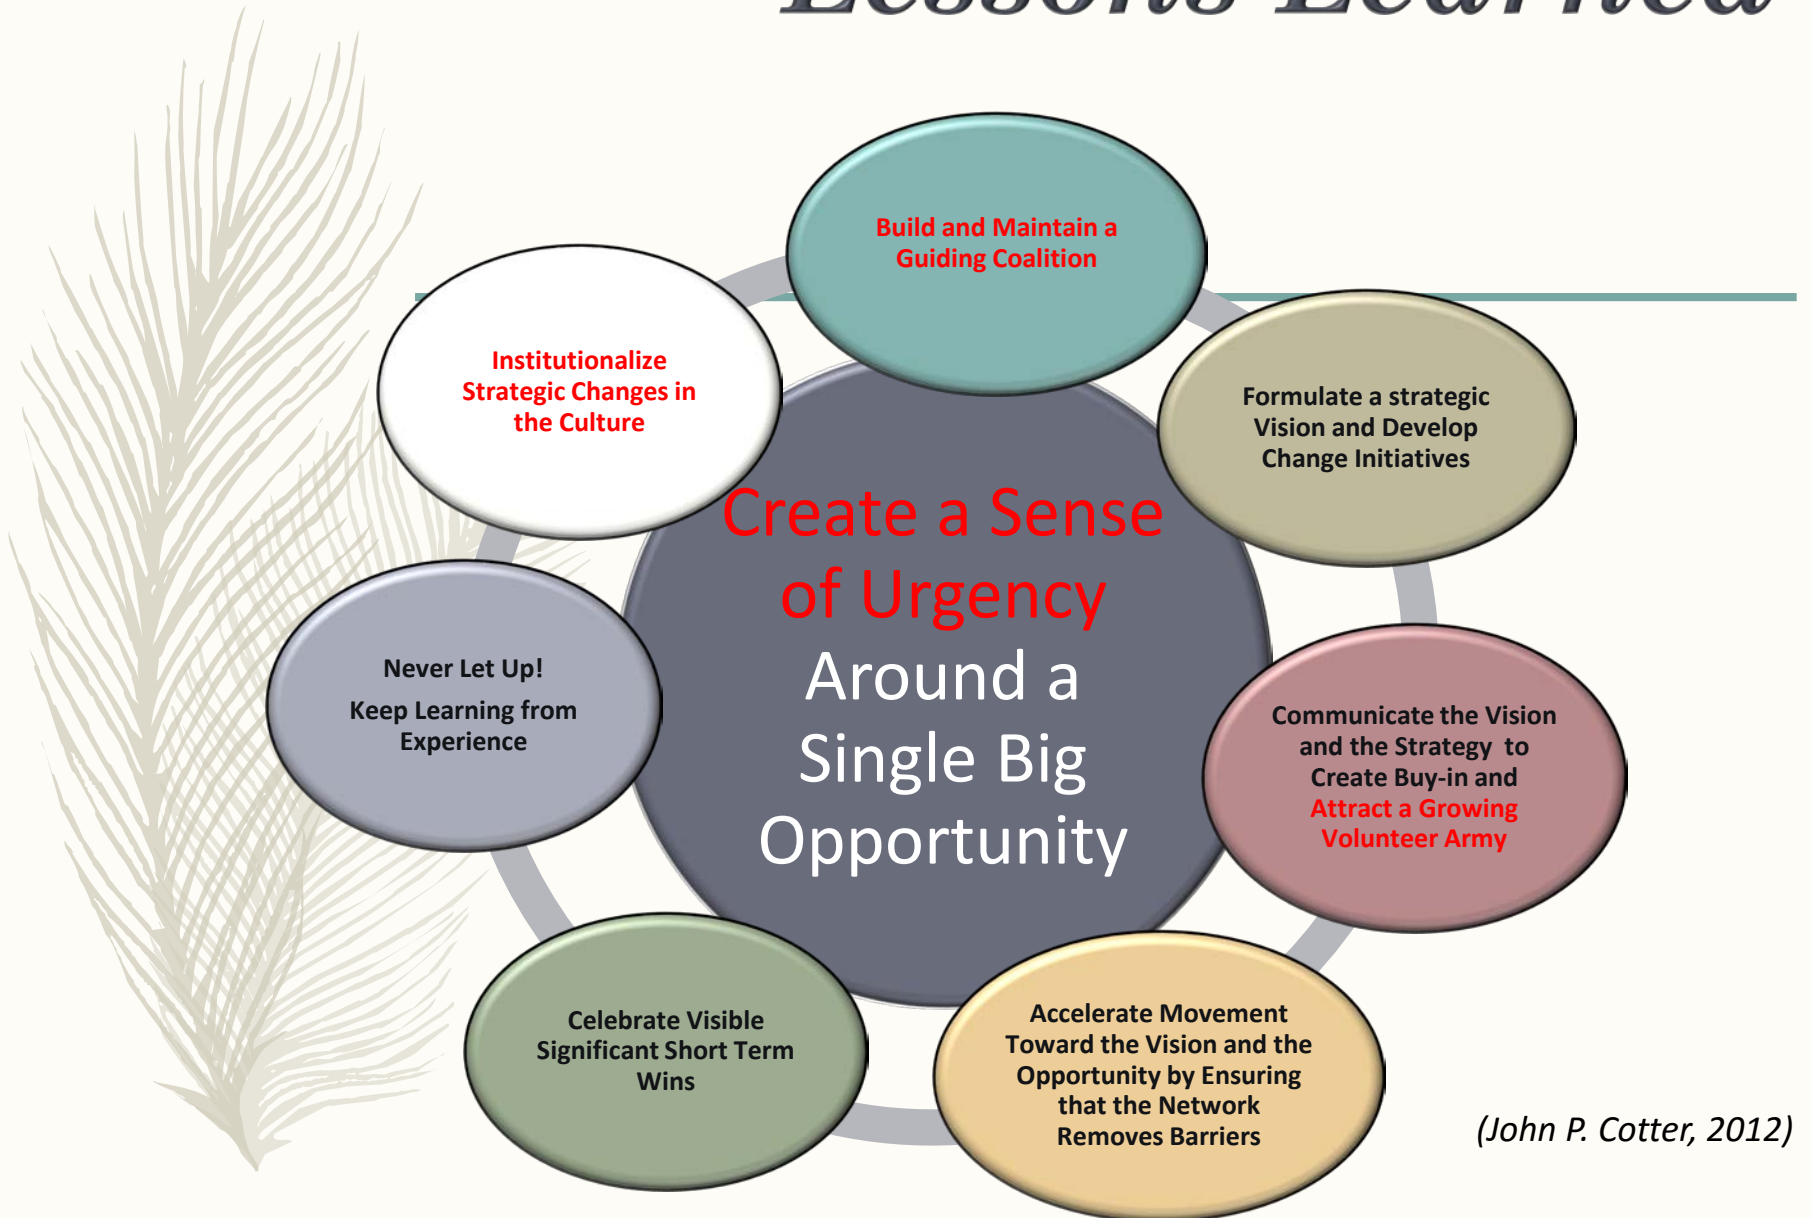 Lessons Learned
Build and Maintain a
Guiding Coalition
Formulate a strategic
Vision and Develop
Change Initiatives
Communicate the Vision
and the Strategy to
Create Buy-in and
Attract a Growing
Volunteer Army
Accelerate Movement
Toward the Vision and the
Opportunity by Ensuring
that the Network
Removes Barriers
Celebrate Visible
Significant Short Term
Wins
Never Let Up!
Keep Learning from
Experience
Institutionalize
Strategic Changes in
the Culture
Create a Sense
of Urgency
Around a
Single Big
Opportunity
(John P. Cotter, 2012)